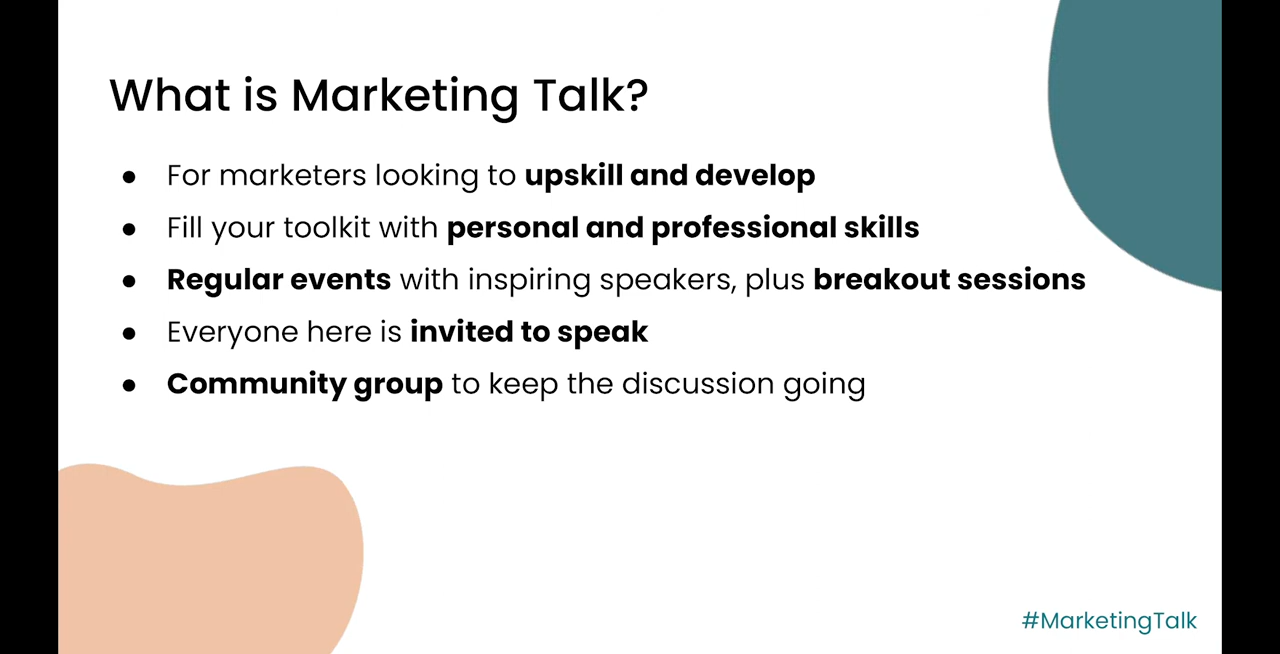 What is Marketing Talk?
● For marketers looking to upskill and develop
● Fill your toolkit with personal and professional skills
● Regular events with inspiring speakers, plus breakout sessions
● Everyone here is invited to speak
● Community group to keep the discussion going
#MarketingTalk